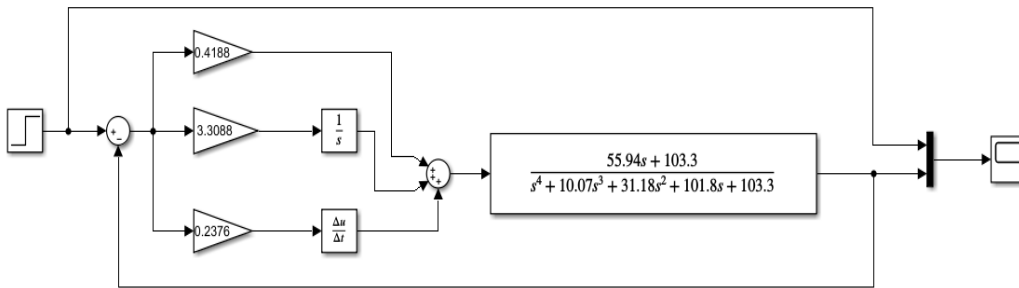 0.4188
+
−
3.3088
1
s
+
+
+
55.94s + 103.3
s⁴ + 10.07s³ + 31.18s² + 101.8s + 103.3
0.2376
Δu
Δt